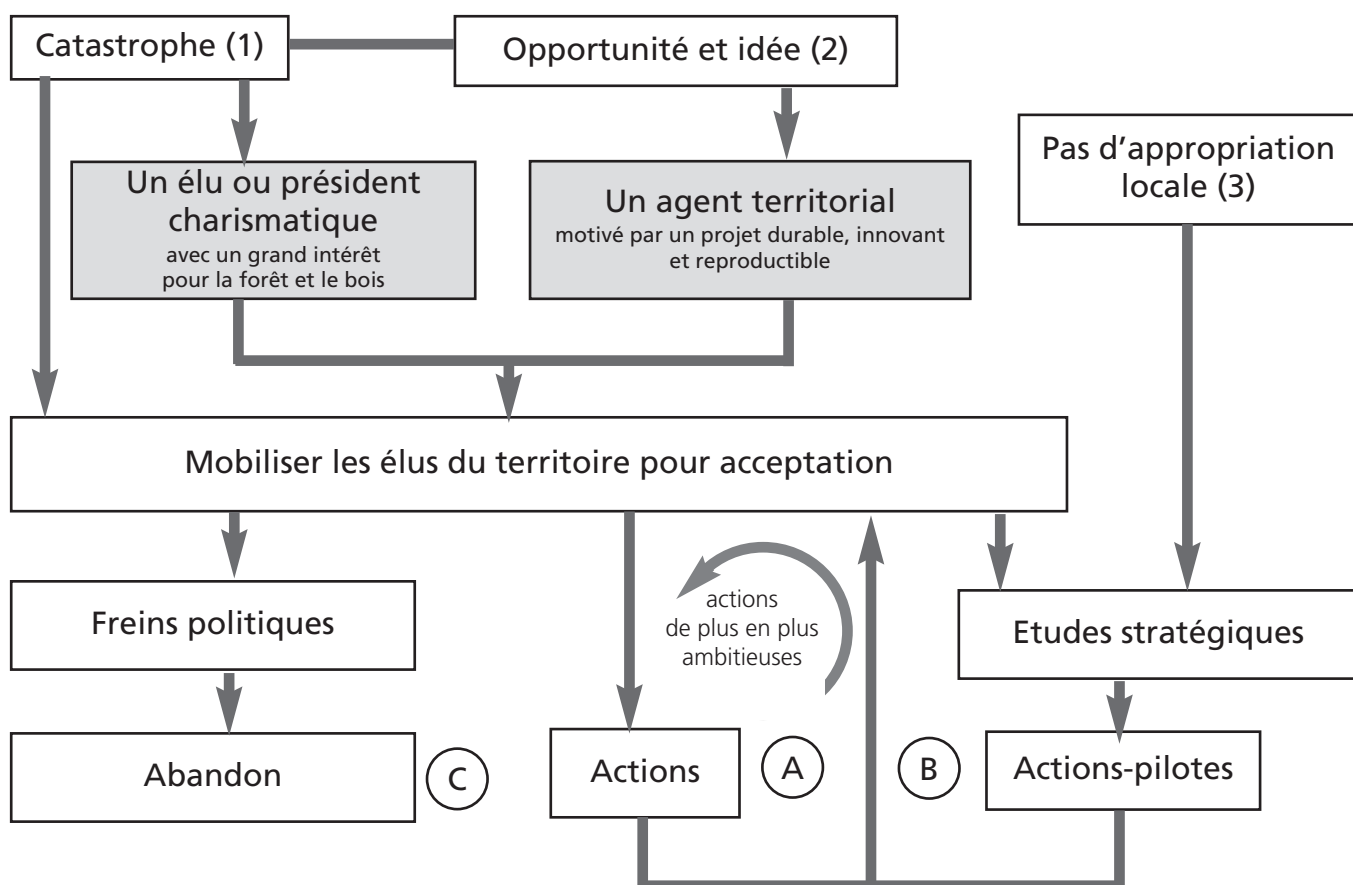 Catastrophe (1)
Opportunité et idée (2)
Pas d'appropriation
locale (3)
Un élu ou président
charismatique
avec un grand intérêt
pour la forêt et le bois
Un agent territorial
motivé par un projet durable, innovant
et reproductible
Mobiliser les élus du territoire pour acceptation
Freins politiques
actions
de plus en plus
ambitieuses
Etudes stratégiques
Abandon
C
Actions
A
B
Actions-pilotes